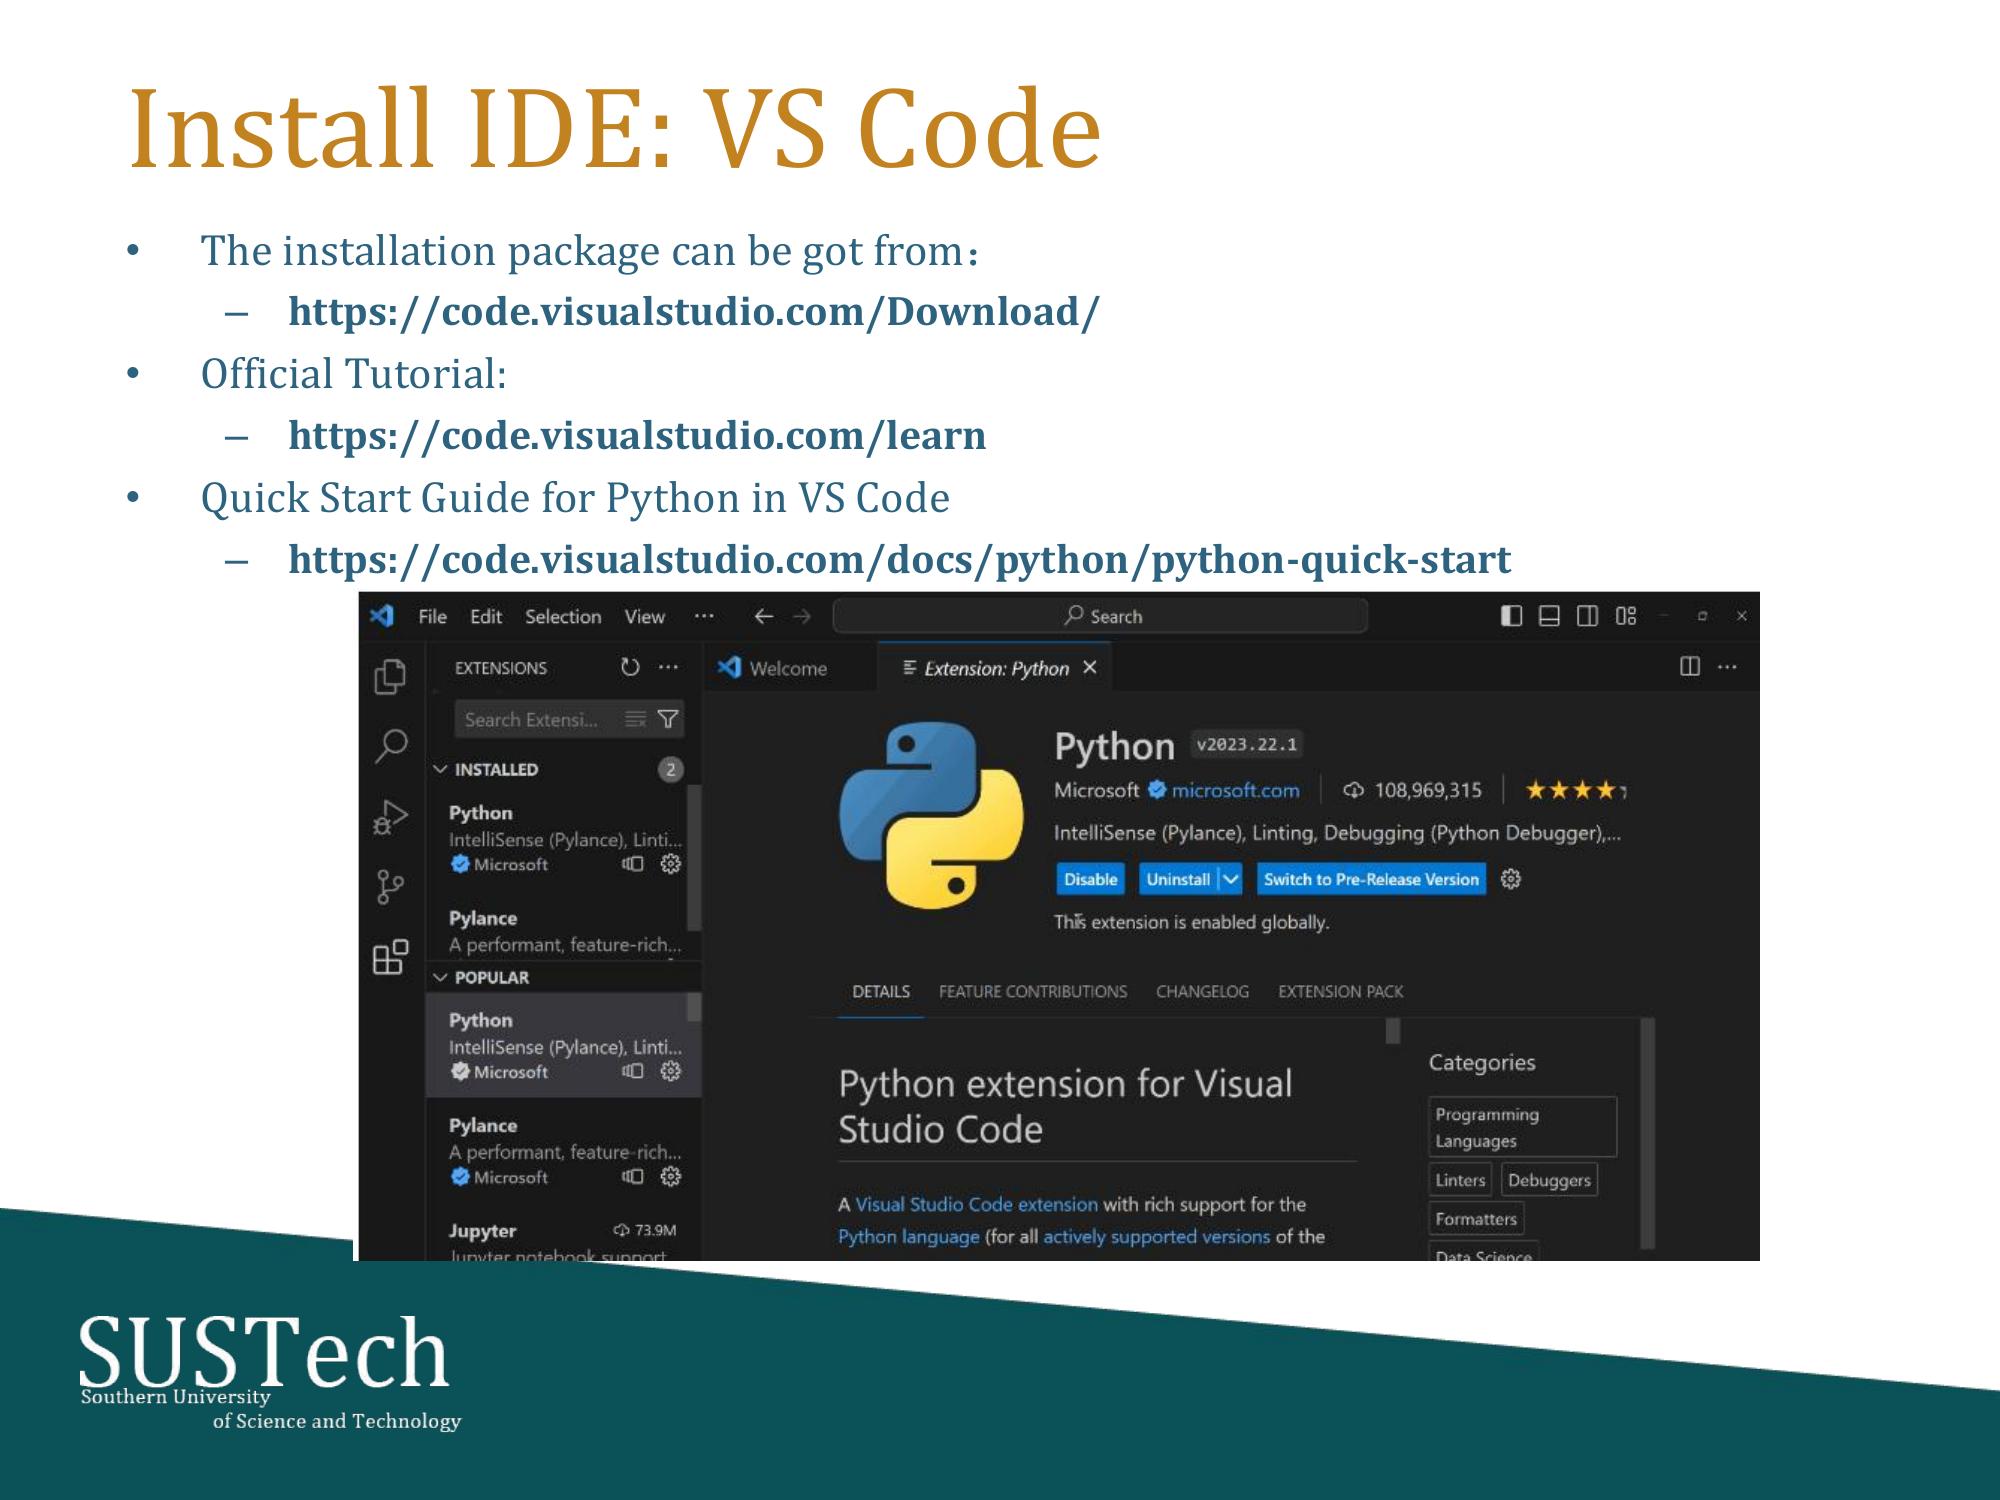 Install IDE: VS Code
• The installation package can be got from：
– https://code.visualstudio.com/Download/
• Official Tutorial:
– https://code.visualstudio.com/learn
• Quick Start Guide for Python in VS Code
– https://code.visualstudio.com/docs/python/python-quick-start
File Edit Selection View ··· Search
EXTENSIONS ···
Welcome
Extension: Python
Search Extensi...
INSTALLED 2
Python
IntelliSense (Pylance), Linti...
Microsoft
Pylance
A performant, feature-rich...
POPULAR
Python
IntelliSense (Pylance), Linti...
Microsoft
Pylance
A performant, feature-rich...
Microsoft
Jupyter 73.9M
Jupyter notebook support
Python v2023.22.1
Microsoft microsoft.com 108,969,315
IntelliSense (Pylance), Linting, Debugging (Python Debugger),...
Disable Uninstall Switch to Pre-Release Version
This extension is enabled globally.
DETAILS FEATURE CONTRIBUTIONS CHANGELOG EXTENSION PACK
Python extension for Visual
Studio Code
A Visual Studio Code extension with rich support for the
Python language (for all actively supported versions of the
Categories
Programming
Languages
Linters Debuggers
Formatters
Data Science
SUSTech
Southern University
of Science and Technology